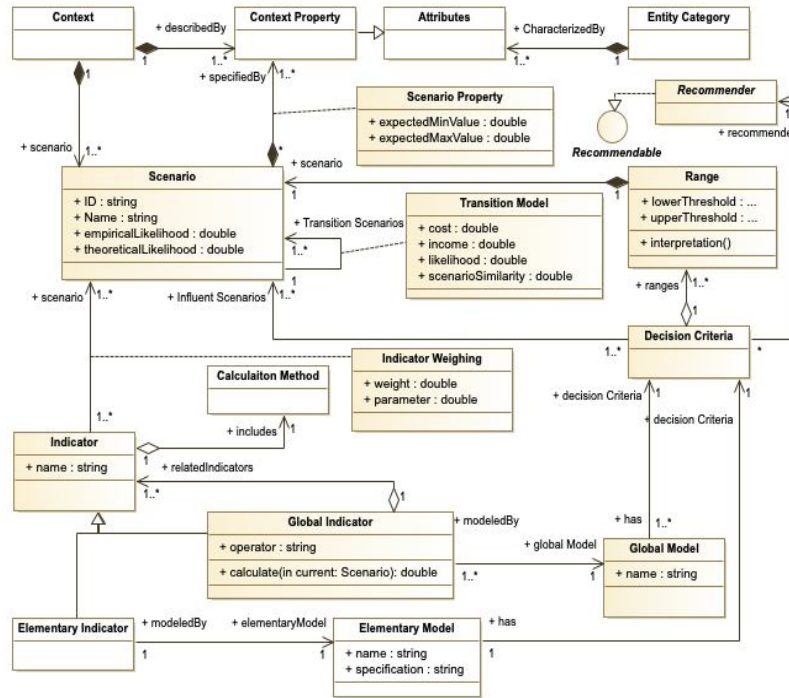 Context
+ describedBy
1
1..*
Context Property
Attributes
+ CharacterizedBy
1..*
1
Entity Category
1
+ specifiedBy
1..*
Scenario Property
+ expectedMinValue : double
+ expectedMaxValue : double
Recommender
Recommendable
+ scenario
1..*
*
+ scenario
1
1
Scenario
+ ID : string
+ Name : string
+ empiricalLikelihood : double
+ theoreticalLikelihood : double
+ Transition Scenarios
1..*
1
Transition Model
+ cost : double
+ income : double
+ likelihood : double
+ scenarioSimilarity : double
Range
+ lowerThreshold : ...
+ upperThreshold : ...
+ interpretation()
+ scenario
1..*
+ Influent Scenarios
1..*
+ ranges
1..*
1
Decision Criteria
1..*
*
Indicator Weighing
+ weight : double
+ parameter : double
Calculaiton Method
+ decision Criteria
1
1
+ decision Criteria
1..*
Indicator
+ name : string
1
+ includes
1
+ relatedIndicators
1..*
1
Global Indicator
+ operator : string
+ calculate(in current: Scenario): double
+ modeledBy
1..*
+ global Model
1
+ has
1..*
Global Model
+ name : string
Elementary Indicator
+ modeledBy
1
+ elementaryModel
1
Elementary Model
+ name : string
+ specification : string
+ has
1